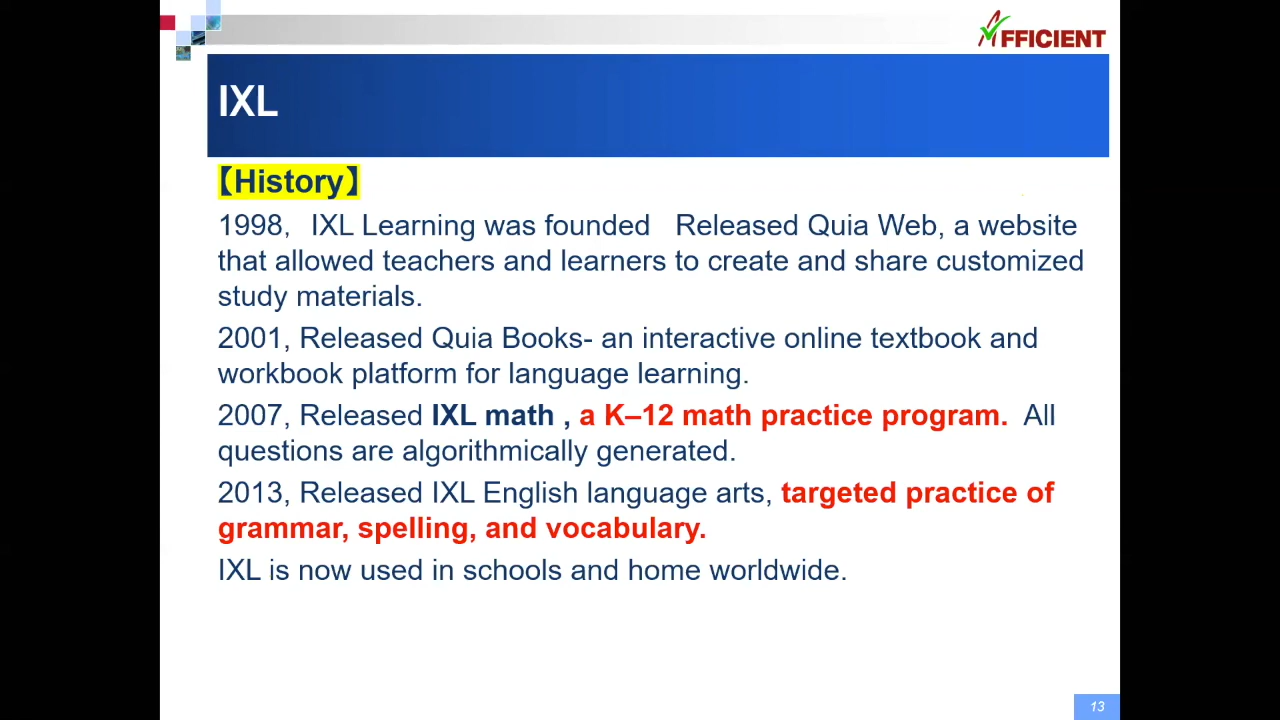 AFFICIENT
IXL
【History】
1998， IXL Learning was founded Released Quia Web, a website
that allowed teachers and learners to create and share customized
study materials.
2001, Released Quia Books- an interactive online textbook and
workbook platform for language learning.
2007, Released IXL math , a K–12 math practice program. All
questions are algorithmically generated.
2013, Released IXL English language arts, targeted practice of
grammar, spelling, and vocabulary.
IXL is now used in schools and home worldwide.
13